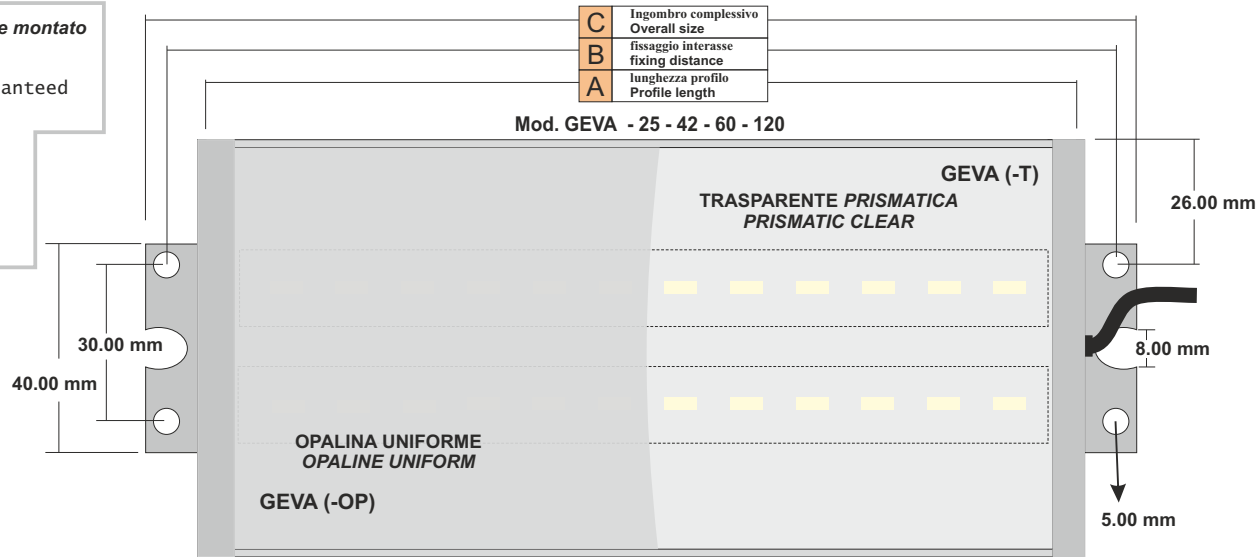 e montato
anteed
C Ingombro complessivo
Overall size
B fissaggio interasse
fixing distance
A lunghezza profilo
Profile length
Mod. GEVA - 25 - 42 - 60 - 120
GEVA (-T)
TRASPARENTE PRISMATICA
PRISMATIC CLEAR
26.00 mm
30.00 mm
40.00 mm
8.00 mm
OPALINA UNIFORME
OPALINE UNIFORM
GEVA (-OP)
5.00 mm